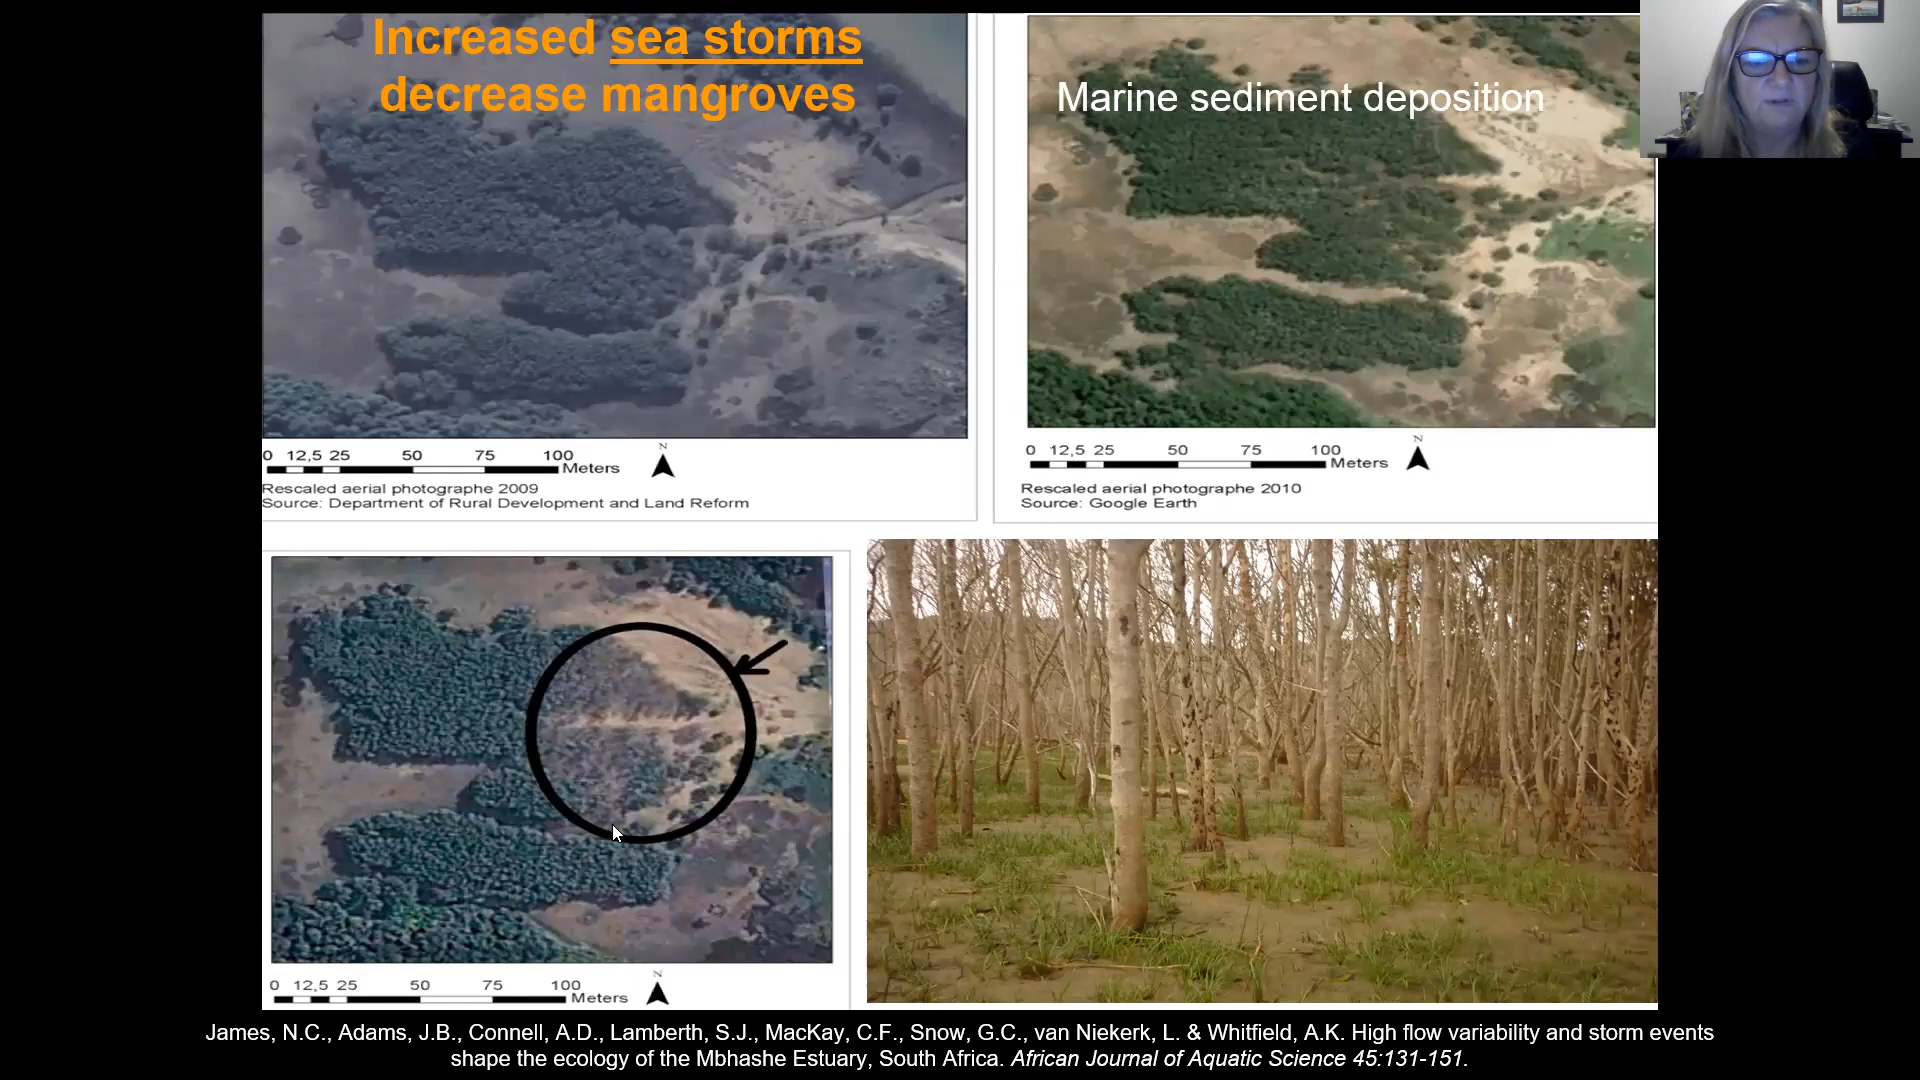 Increased sea storms
decrease mangroves
Marine sediment deposition
0 12,5 25 50 75 100
Meters
N
Rescaled aerial photographe 2009
Source: Department of Rural Development and Land Reform
0 12,5 25 50 75 100
Meters
N
Rescaled aerial photographe 2010
Source: Google Earth
0 12,5 25 50 75 100
Meters
N
James, N.C., Adams, J.B., Connell, A.D., Lamberth, S.J., MacKay, C.F., Snow, G.C., van Niekerk, L. & Whitfield, A.K. High flow variability and storm events
shape the ecology of the Mbhashe Estuary, South Africa. African Journal of Aquatic Science 45:131-151.